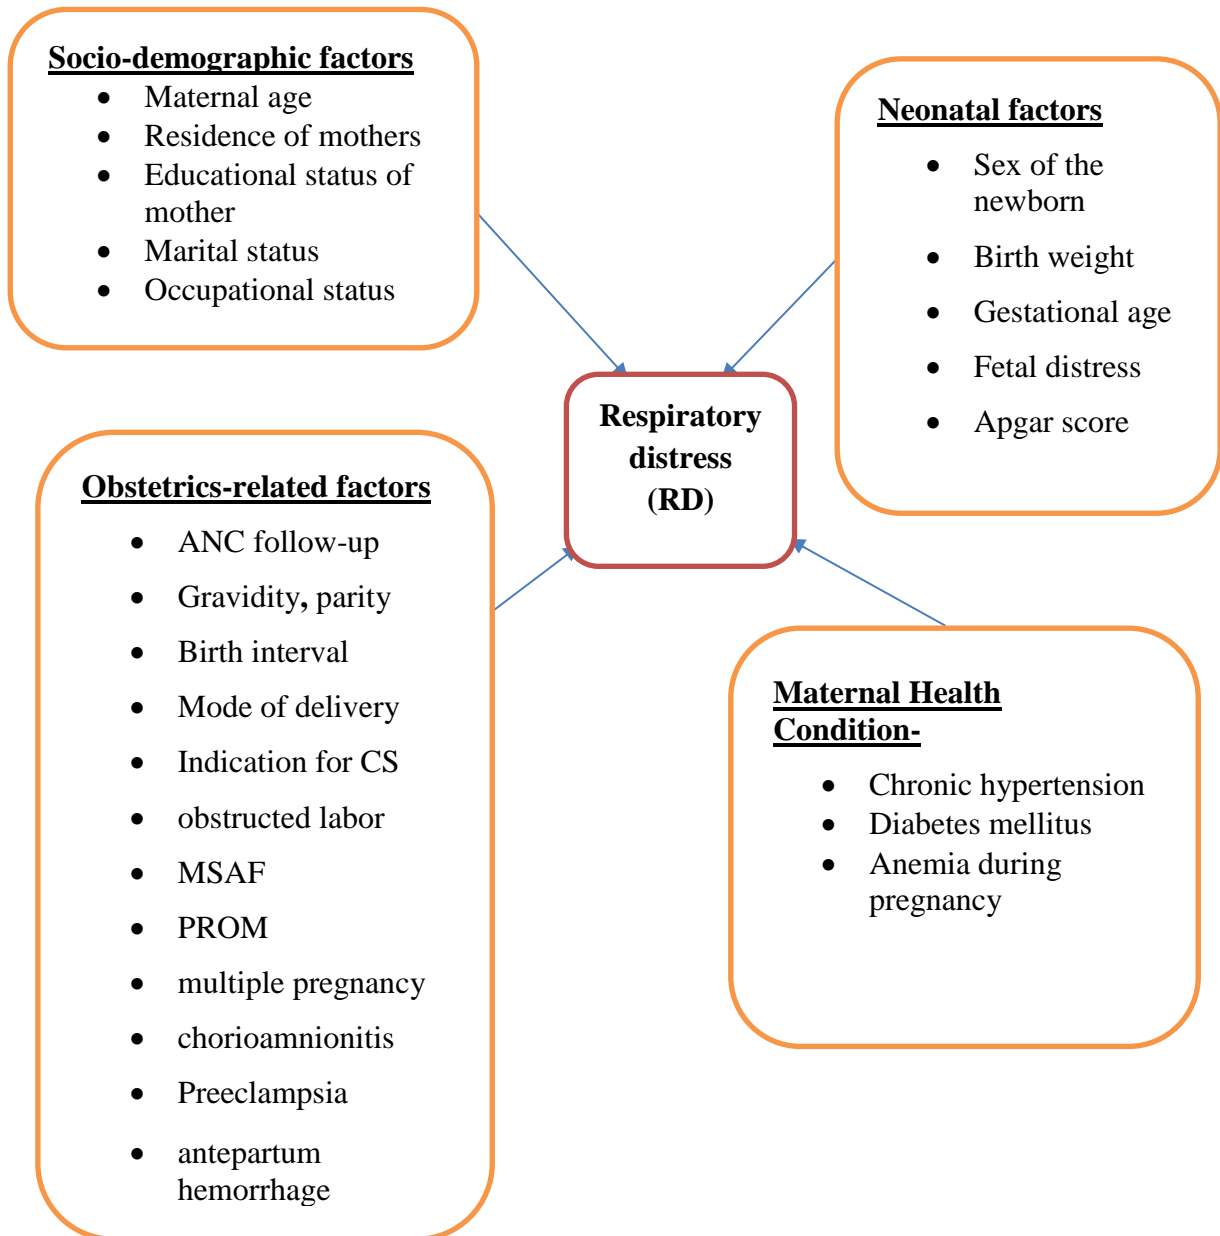 Socio-demographic factors
• Maternal age
• Residence of mothers
• Educational status of
mother
• Marital status
• Occupational status
Neonatal factors
• Sex of the
newborn
• Birth weight
• Gestational age
• Fetal distress
• Apgar score
Respiratory
distress
(RD)
Obstetrics-related factors
• ANC follow-up
• Gravidity, parity
• Birth interval
• Mode of delivery
• Indication for CS
• obstructed labor
• MSAF
• PROM
• multiple pregnancy
• chorioamnionitis
• Preeclampsia
• antepartum
hemorrhage
Maternal Health
Condition-
• Chronic hypertension
• Diabetes mellitus
• Anemia during
pregnancy